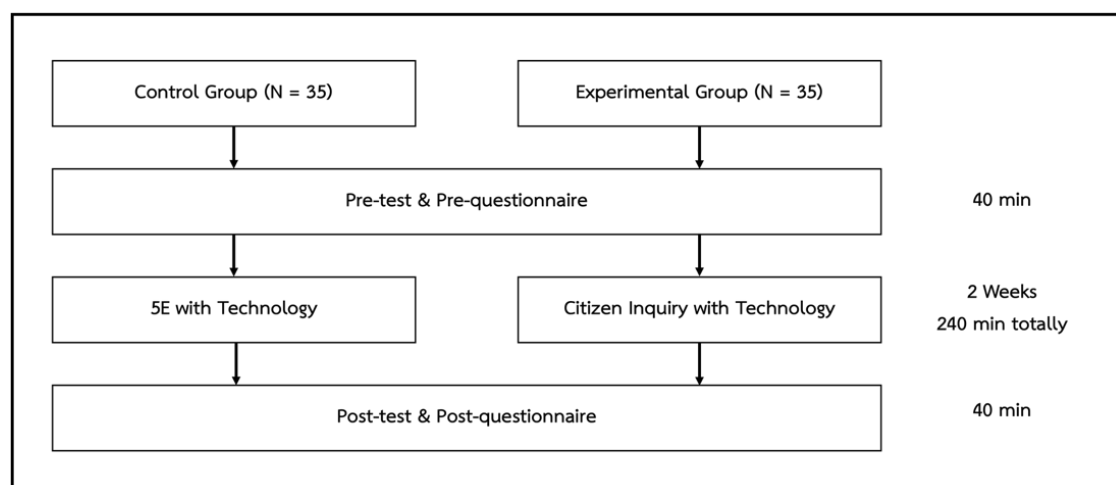 Control Group (N = 35)
Experimental Group (N = 35)
Pre-test & Pre-questionnaire
40 min
5E with Technology
Citizen Inquiry with Technology
2 Weeks
240 min totally
Post-test & Post-questionnaire
40 min